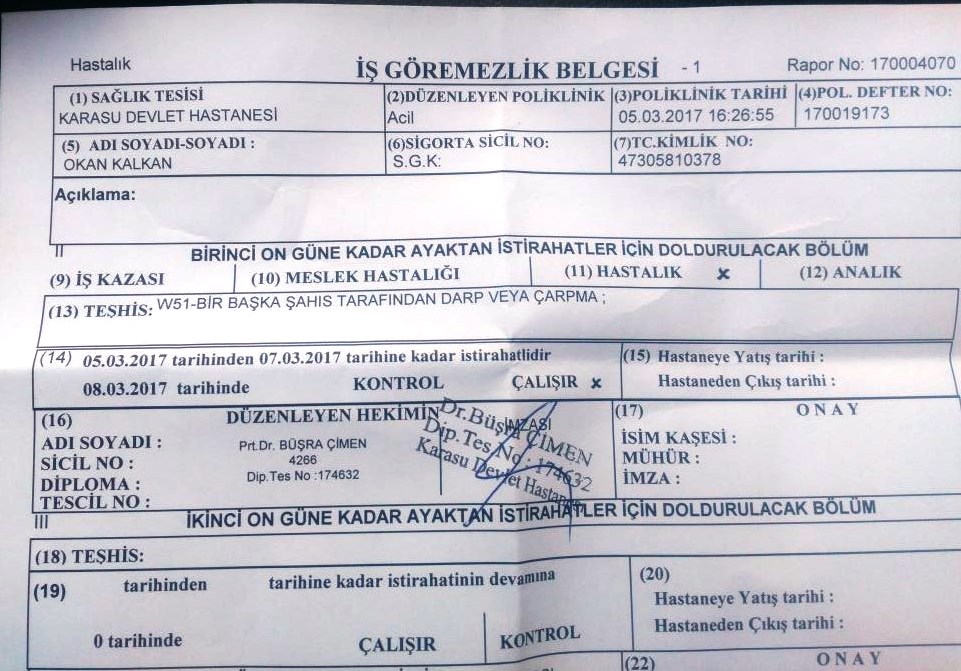 Hastalık
İŞ GÖREMEZLİK BELGESİ - 1
Rapor No: 170004070
(1) SAĞLIK TESİSİ
KARASU DEVLET HASTANESİ
(2)DÜZENLEYEN POLİKLİNİK
Acil
(3)POLİKLİNİK TARİHİ
05.03.2017 16:26:55
(4)POL. DEFTER NO:
170019173
(5) ADI SOYADI-SOYADI :
OKAN KALKAN
(6)SİGORTA SİCİL NO:
S.G.K:
(7)TC.KİMLİK NO:
47305810378
Açıklama:
II
BİRİNCİ ON GÜNE KADAR AYAKTAN İSTİRAHATLER İÇİN DOLDURULACAK BÖLÜM
(9) İŞ KAZASI
(10) MESLEK HASTALIĞI
(11) HASTALIK x
(12) ANALIK
(13) TEŞHİS: W51-BİR BAŞKA ŞAHIS TARAFINDAN DARP VEYA ÇARPMA ;
(14) 05.03.2017 tarihinden 07.03.2017 tarihine kadar istirahatlidir
08.03.2017 tarihinde KONTROL ÇALIŞIR x
(15) Hastaneye Yatış tarihi :
Hastaneden Çıkış tarihi :
(16) DÜZENLEYEN HEKİMİN İMZASI
ADI SOYADI : Prt.Dr. BÜŞRA ÇİMEN
SİCİL NO : 4266
DİPLOMA : Dip.Tes No :174632
TESCİL NO :
Dr.Büşra ÇİMEN
Dip.Tes No : 174632
Karasu Devlet Hastanesi
(17) ONAY
İSİM KAŞESİ :
MÜHÜR :
İMZA :
III
İKİNCİ ON GÜNE KADAR AYAKTAN İSTİRAHATLER İÇİN DOLDURULACAK BÖLÜM
(18) TEŞHİS:
(19) tarihinden tarihine kadar istirahatinin devamına
0 tarihinde ÇALIŞIR KONTROL
(20)
Hastaneye Yatış tarihi :
Hastaneden Çıkış tarihi :
(22) ONAY